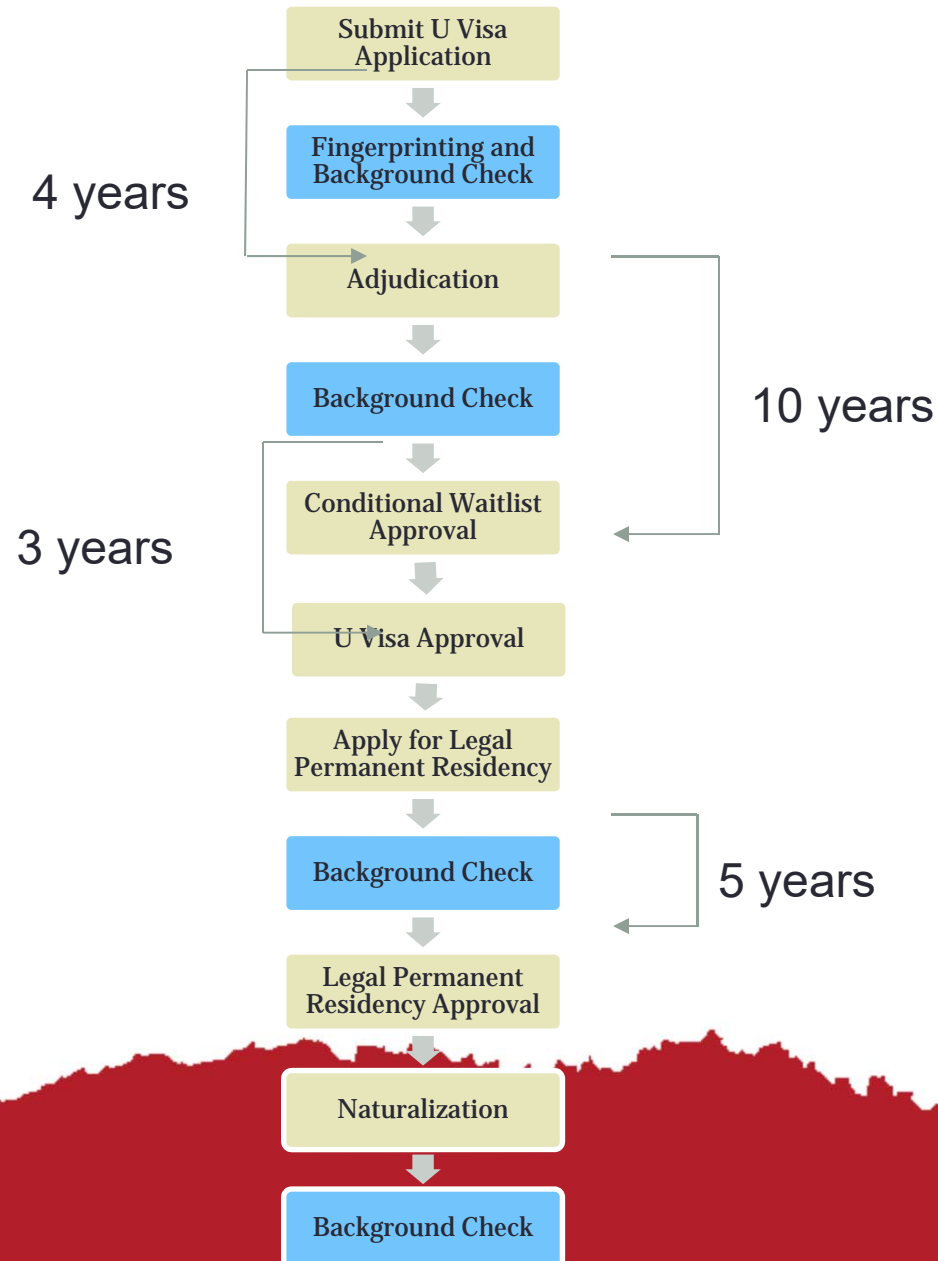 Submit U Visa
Application
Fingerprinting and
Background Check
4 years
Adjudication
Background Check
10 years
Conditional Waitlist
Approval
3 years
U Visa Approval
Apply for Legal
Permanent Residency
Background Check
5 years
Legal Permanent
Residency Approval
Naturalization
Background Check